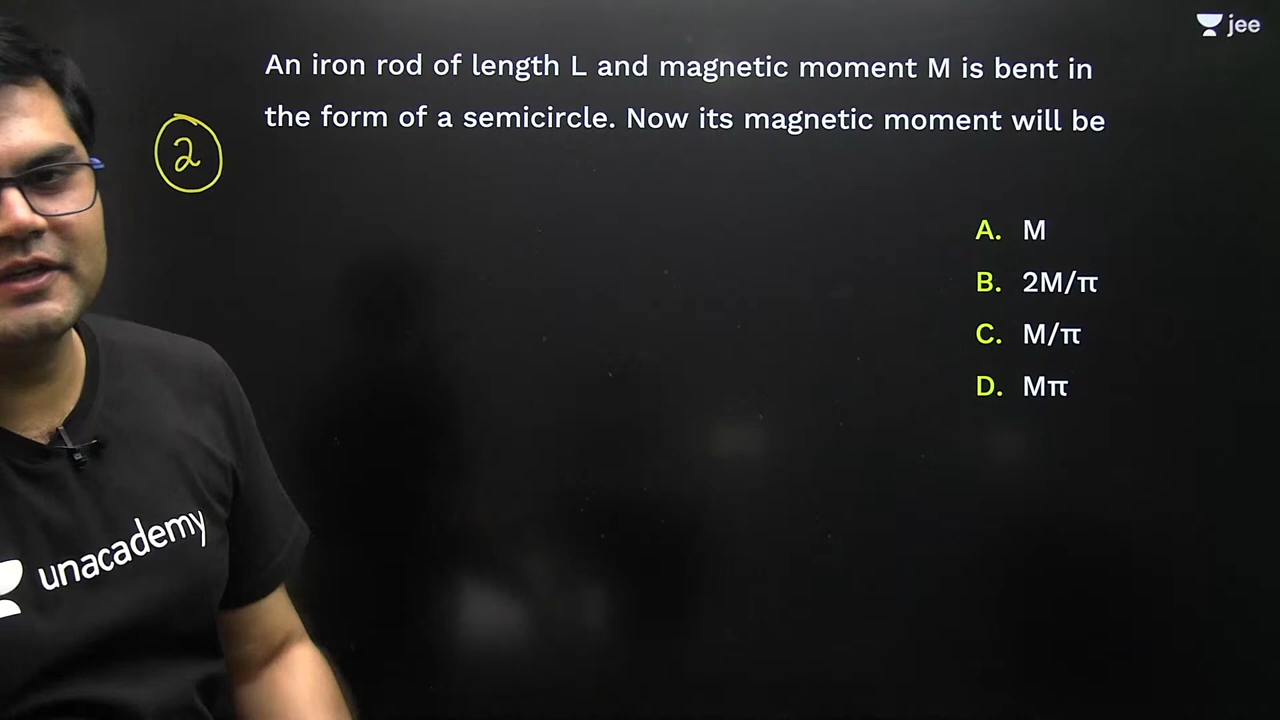 jee
An iron rod of length L and magnetic moment M is bent in
the form of a semicircle. Now its magnetic moment will be
2
A. M
B. 2M/π
C. M/π
D. Mπ
unacademy